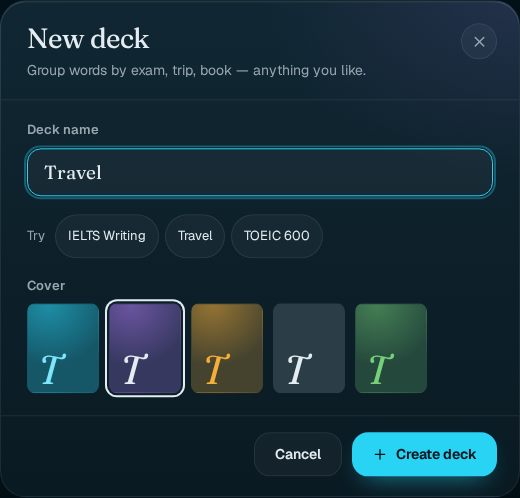 New deck
Group words by exam, trip, book — anything you like.
Deck name
Travel
Try IELTS Writing Travel TOEIC 600
Cover
T T T T T
Cancel + Create deck